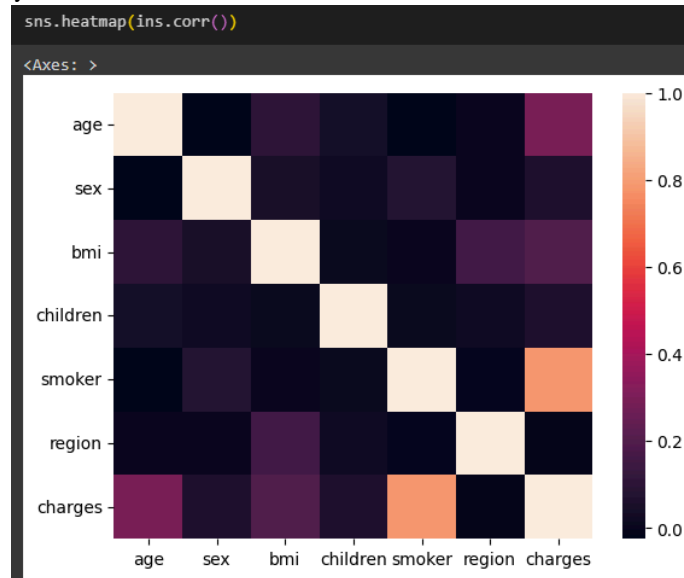 sns.heatmap(ins.corr())
<Axes: >
1.0
age
0.8
sex
bmi
0.6
children
0.4
smoker
region
0.2
charges
0.0
age sex bmi children smoker region charges